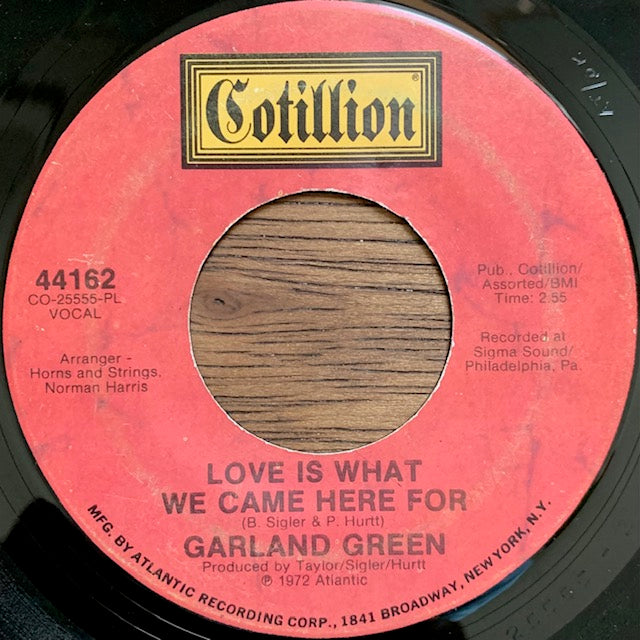 Cotillion®
44162
CO-25555-PL
VOCAL
Pub., Cotillion/
Assorted/BMI
Time: 2:55
Arranger -
Horns and Strings.
Norman Harris
Recorded at
Sigma Sound/
Philadelphia, Pa.
LOVE IS WHAT
WE CAME HERE FOR
(B. Sigler & P. Hurtt)
GARLAND GREEN
Produced by Taylor/Sigler/Hurtt
℗ 1972 Atlantic
MFG. BY ATLANTIC RECORDING CORP., 1841 BROADWAY, NEW YORK, N.Y.